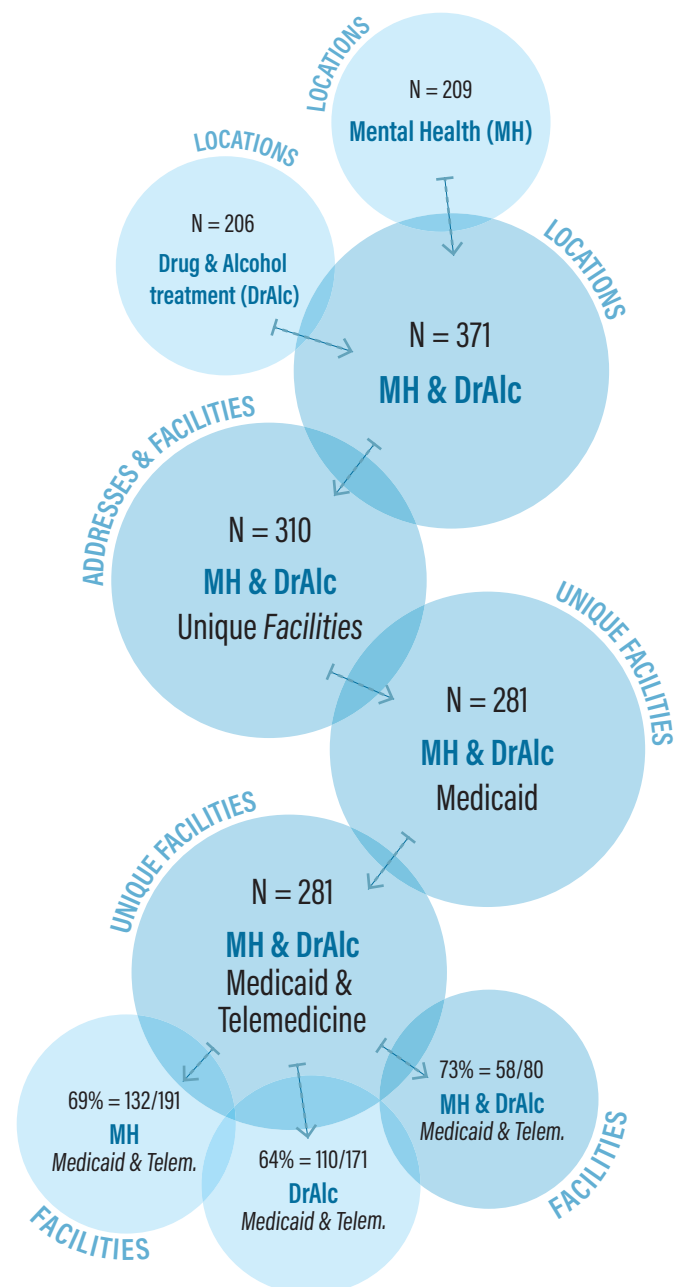 LOCATIONS
N = 209
Mental Health (MH)
LOCATIONS
N = 206
Drug & Alcohol
treatment (DrAlc)
LOCATIONS
N = 371
MH & DrAlc
ADDRESSES & FACILITIES
N = 310
MH & DrAlc
Unique Facilities
UNIQUE FACILITIES
N = 281
MH & DrAlc
Medicaid
UNIQUE FACILITIES
N = 281
MH & DrAlc
Medicaid &
Telemedicine
69% = 132/191
MH
Medicaid & Telem.
FACILITIES
64% = 110/171
DrAlc
Medicaid & Telem.
73% = 58/80
MH & DrAlc
Medicaid & Telem.
FACILITIES